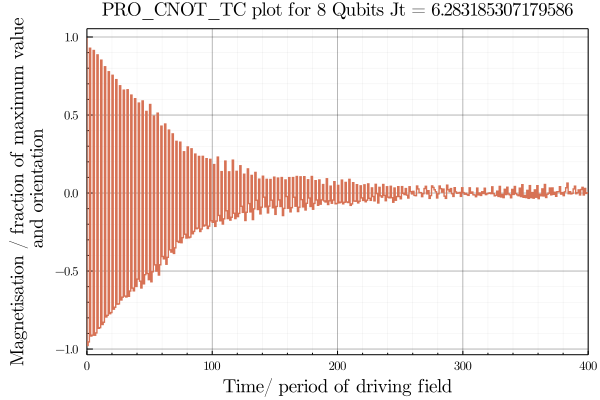 PRO_CNOT_TC plot for 8 Qubits Jt = 6.283185307179586
Magnetisation / fraction of maximum value
and orientation
1.0
0.5
0.0
−0.5
−1.0
0 100 200 300 400
Time/ period of driving field